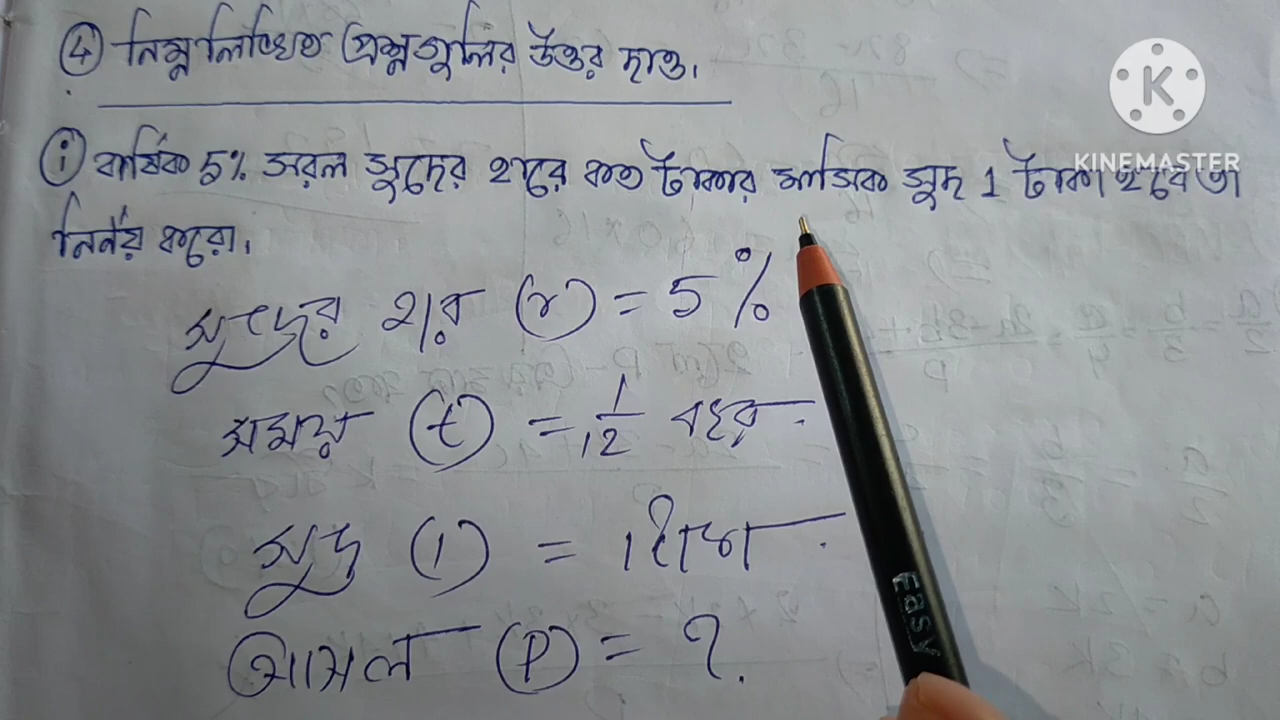 ④ নিম্নলিখিত প্রশ্নগুলির উত্তর দাও।
K
KINEMASTER
ⓘ বার্ষিক 5% সরল সুদের হারে কত টাকার মাসিক সুদ 1 টাকা হবে তা
নির্ণয় করো।
সুদের হার (r) = 5%
সময় (t) = 1/12 বছর
সুদ (I) = 1 টাকা
আসল (P) = ?
Easy